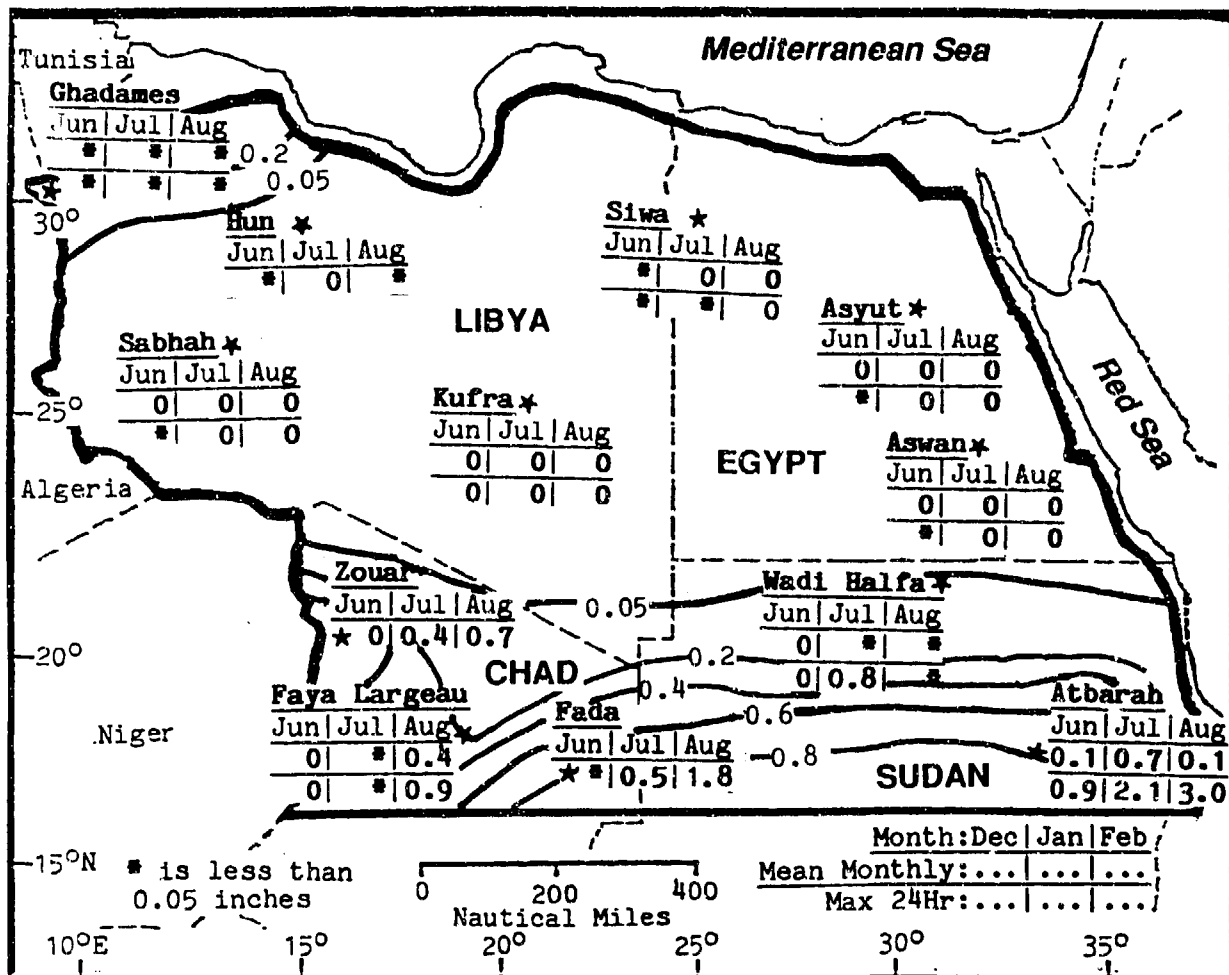 Mediterranean Sea
Tunisia
Ghadames
Jun|Jul|Aug
*| *| *
*| *| *
0.2
0.05
30°
Hun
Jun|Jul|Aug
*| 0| *
Siwa
Jun|Jul|Aug
*| 0| 0
*| *| 0
LIBYA
Asyut
Jun|Jul|Aug
0| 0| 0
*| 0| 0
Red Sea
Sabhah
Jun|Jul|Aug
0| 0| 0
*| 0| 0
25°
Kufra
Jun|Jul|Aug
0| 0| 0
0| 0| 0
EGYPT
Aswan
Jun|Jul|Aug
0| 0| 0
*| 0| 0
Algeria
Zouar
Jun|Jul|Aug
0|0.4|0.7
0.05
Wadi Halfa
Jun|Jul|Aug
0| *| *
0|0.8| *
20°
CHAD
0.2
0.4
0.6
0.8
Niger
Faya Largeau
Jun|Jul|Aug
0| *|0.4
0| *|0.9
Fada
Jun|Jul|Aug
*|0.5|1.8
SUDAN
Atbarah
Jun|Jul|Aug
0.1|0.7|0.1
0.9|2.1|3.0
15°N
* is less than
0.05 inches
0 200 400
Nautical Miles
Month:Dec|Jan|Feb
Mean Monthly:...|...|...
Max 24Hr:...|...|...
10°E 15° 20° 25° 30° 35°